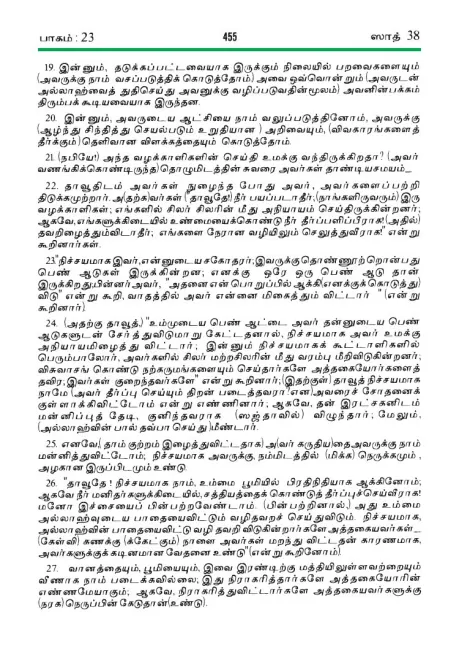 பாகம் : 23 455 ஸாத் 38
19. இன்னும், தடுக்கப்பட்டவையாக இருக்கும் நிலையில் பறவைகளையும்
(அவருக்கு நாம் வசப்படுத்திக் கொடுத்தோம்) அவை ஒவ்வொன்றும் (அவருடன்
அல்லாஹ்வைத் துதிசெய்து அவனுக்கு வழிப்படுவதின்மூலம்) அவனின்பக்கம்
திரும்பக் கூடியவையாக இருந்தன.
20. இன்னும், அவருடைய ஆட்சியை நாம் வலுப்படுத்தினோம், அவருக்கு
(ஆழ்ந்து சிந்தித்து செயல்படும் உறுதியான ) அறிவையும், (விவகாரங்களைத்
தீர்க்கும்) தெளிவான விளக்கத்தையும் கொடுத்தோம்.
21. (நபியே!) அந்த வழக்காளிகளின் செய்தி உமக்கு வந்திருக்கிறதா? (அவர்
வணங்கிக்கொண்டிருந்த)தொழுமிடத்தின் சுவரை அவர்கள் தாண்டியசமயம்_
22. தாவூதிடம் அவர்கள் நுழைந்த போது அவர், அவர்களைப்பற்றி
திடுக்கமுற்றார். அ(தற்க)வர்கள் "(தாவூதே!) நீர் பயப்படாதீர்; (நாங்களிருவரும்) இரு
வழக்காளிகள்; எங்களில் சிலர் சிலரின் மீது அநியாயம் செய்திருக்கின்றனர்;
ஆகவே, எங்களுக்கிடையில் உண்மையைக்கொண்டு நீர் தீர்ப்பளிப்பீராக! (அதில்)
தவறிழைத்தும்விடாதீர்; எங்களை நேரான வழியிலும் செலுத்துவீராக!" என்று
கூறினார்கள்.
23. "நிச்சயமாக இவர், என்னுடைய சகோதரர்; இவருக்கு தொண்ணூற்றொன்பது
பெண் ஆடுகள் இருக்கின்றன; எனக்கு ஒரே ஒரு பெண் ஆடு தான்
இருக்கிறது; பின்னர் அவர், "அதனை என் பொறுப்பில் ஆக்கி (எனக்குக்கொடுத்து)
விடு" என்று கூறி, வாதத்தில் அவர் என்னை மிகைத்தும் விட்டார் " (என்று
கூறினார்).
24. (அதற்கு தாவூத்,) "உம்முடைய பெண் ஆட்டை அவர் தன்னுடைய பெண்
ஆடுகளுடன் சேர்த்துவிடுமாறு கேட்டதனால், நிச்சயமாக அவர் உமக்கு
அநியாயமிழைத்து விட்டார்; இன்னும் நிச்சயமாகக் கூட்டாளிகளில்
பெரும்பாலோர், அவர்களில் சிலர் மற்றசிலரின் மீது வரம்பு மீறிவிடுகின்றனர்;
விசுவாசங் கொண்டு நற்கருமங்களையும் செய்தார்களே அத்தகையோர்களைத்
தவிர, இவர்கள் குறைந்தவர்களே" என்று கூறினார்; (இதற்குள்) தாவூத் நிச்சயமாக
நாமே (அவர் தீர்ப்பு செய்யும் திறன் படைத்தவரா என) அவரைச் சோதனைக்
குள்ளாக்கிவிட்டோம் என்று எண்ணினார்; ஆகவே, தன் இரட்சகனிடம்
மன்னிப்புத் தேடி, குனிந்தவராக (ஸஜ்தாவில்) விழுந்தார்; மேலும்,
(அல்லாஹ்வின் பால் தவ்பா செய்து) மீண்டார்.
25. எனவே, (தாம் குற்றம் இழைத்துவிட்டதாக) அ(வர் கருதிய)தை அவருக்கு நாம்
மன்னித்துவிட்டோம்; நிச்சயமாக அவருக்கு, நம்மிடத்தில் (மிக்க) நெருக்கமும் ,
அழகான இருப்பிடமும் உண்டு.
26. "தாவூதே ! நிச்சயமாக நாம், உம்மை பூமியில் பிரதிநிதியாக ஆக்கினோம்;
ஆகவே நீர் மனிதர்களுக்கிடையில், சத்தியத்தைக் கொண்டுத் தீர்ப்புச்செய்வீராக!
மனோ இச்சையைப் பின்பற்றவேண்டாம். (பின்பற்றினால்,) அது உம்மை
அல்லாஹ்வுடைய பாதையைவிட்டும் வழிதவறச் செய்துவிடும். நிச்சயமாக,
அல்லாஹ்வின் பாதையைவிட்டு வழி தவறி விடுகின்றார்களே அத்தகையவர்கள்_
(கேள்வி) கணக்கு (க்கேட்கும்) நாளை அவர்கள் மறந்து விட்டதன் காரணமாக,
அவர்களுக்குக் கடினமான வேதனை உண்டு" (என்று கூறினோம்).
27. வானத்தையும், பூமியையும், இவை இரண்டிற்கு மத்தியிலுள்ளவற்றையும்
வீணாக நாம் படைக்கவில்லை; இது நிராகரித்தார்களே அத்தகையோரின்
எண்ணமேயாகும்; ஆகவே, நிராகரித்துவிட்டார்களே அத்தகையவர்களுக்கு
(நரக) நெருப்பின் கேடுதான் (உண்டு).